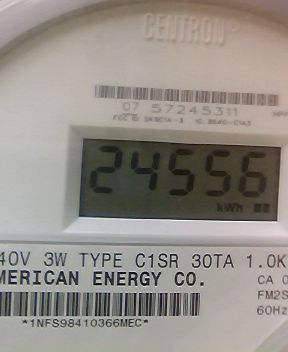 CENTRON®
07 57245311
24556
kWh
40V 3W TYPE C1SR 30TA 1.0K
MERICAN ENERGY CO.
CA 0
FM2S
60Hz
*1NFS98410366MEC*